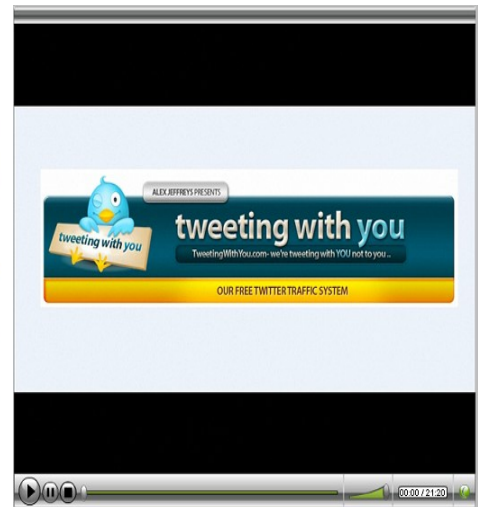 ALEX JEFFREYS PRESENTS
tweeting with you
tweeting with you
TweetingWithYou.com- we're tweeting with YOU not to you ..
OUR FREE TWITTER TRAFFIC SYSTEM
00:00 / 21:20